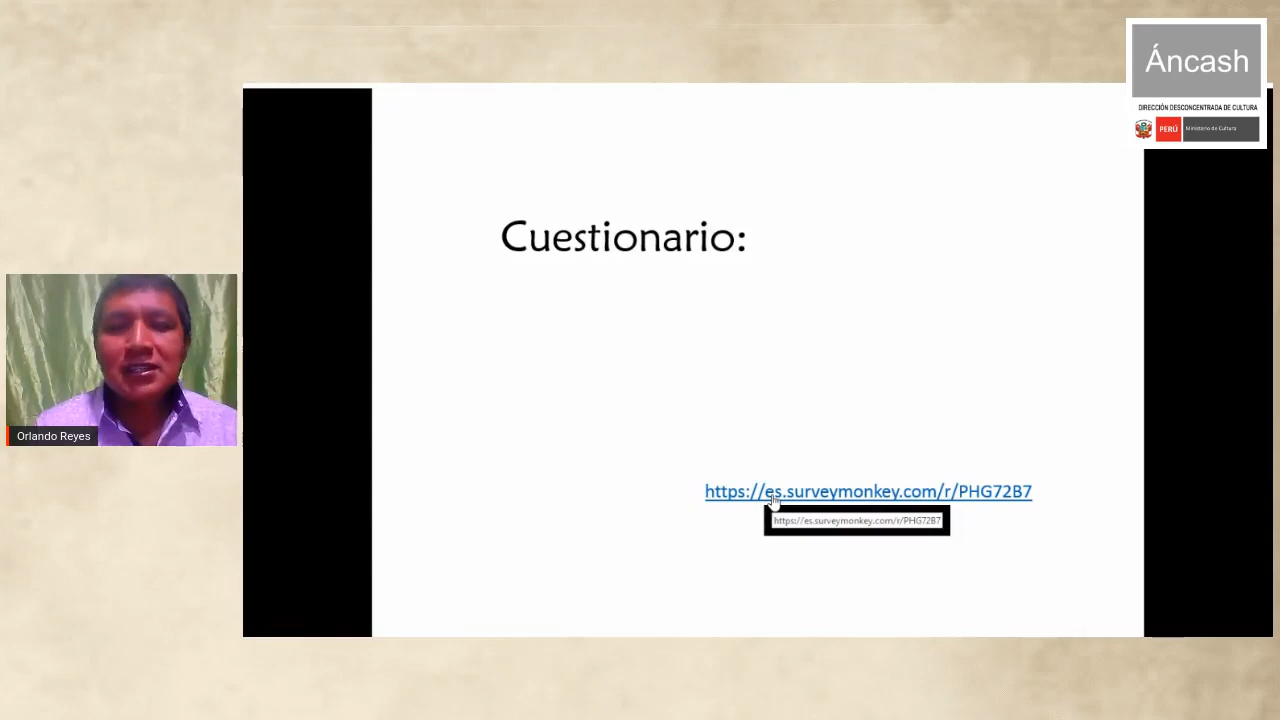 Áncash
DIRECCIÓN DESCONCENTRADA DE CULTURA
PERÚ Ministerio de Cultura
Cuestionario:
Orlando Reyes
https://es.surveymonkey.com/r/PHG72B7
https://es.surveymonkey.com/r/PHG72B7